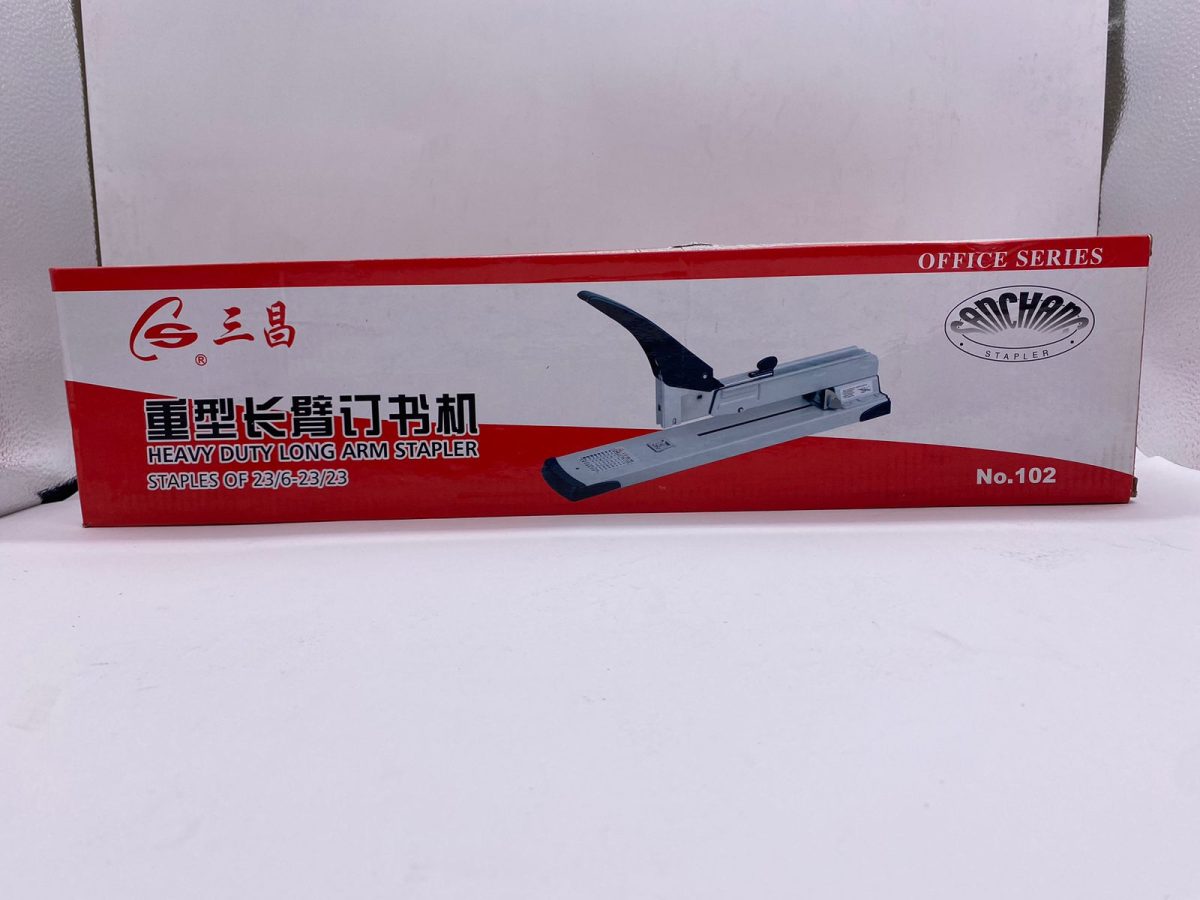 OFFICE SERIES
三昌
®
SANCHANG
STAPLER
重型长臂订书机
HEAVY DUTY LONG ARM STAPLER
STAPLES OF 23/6-23/23
No.102